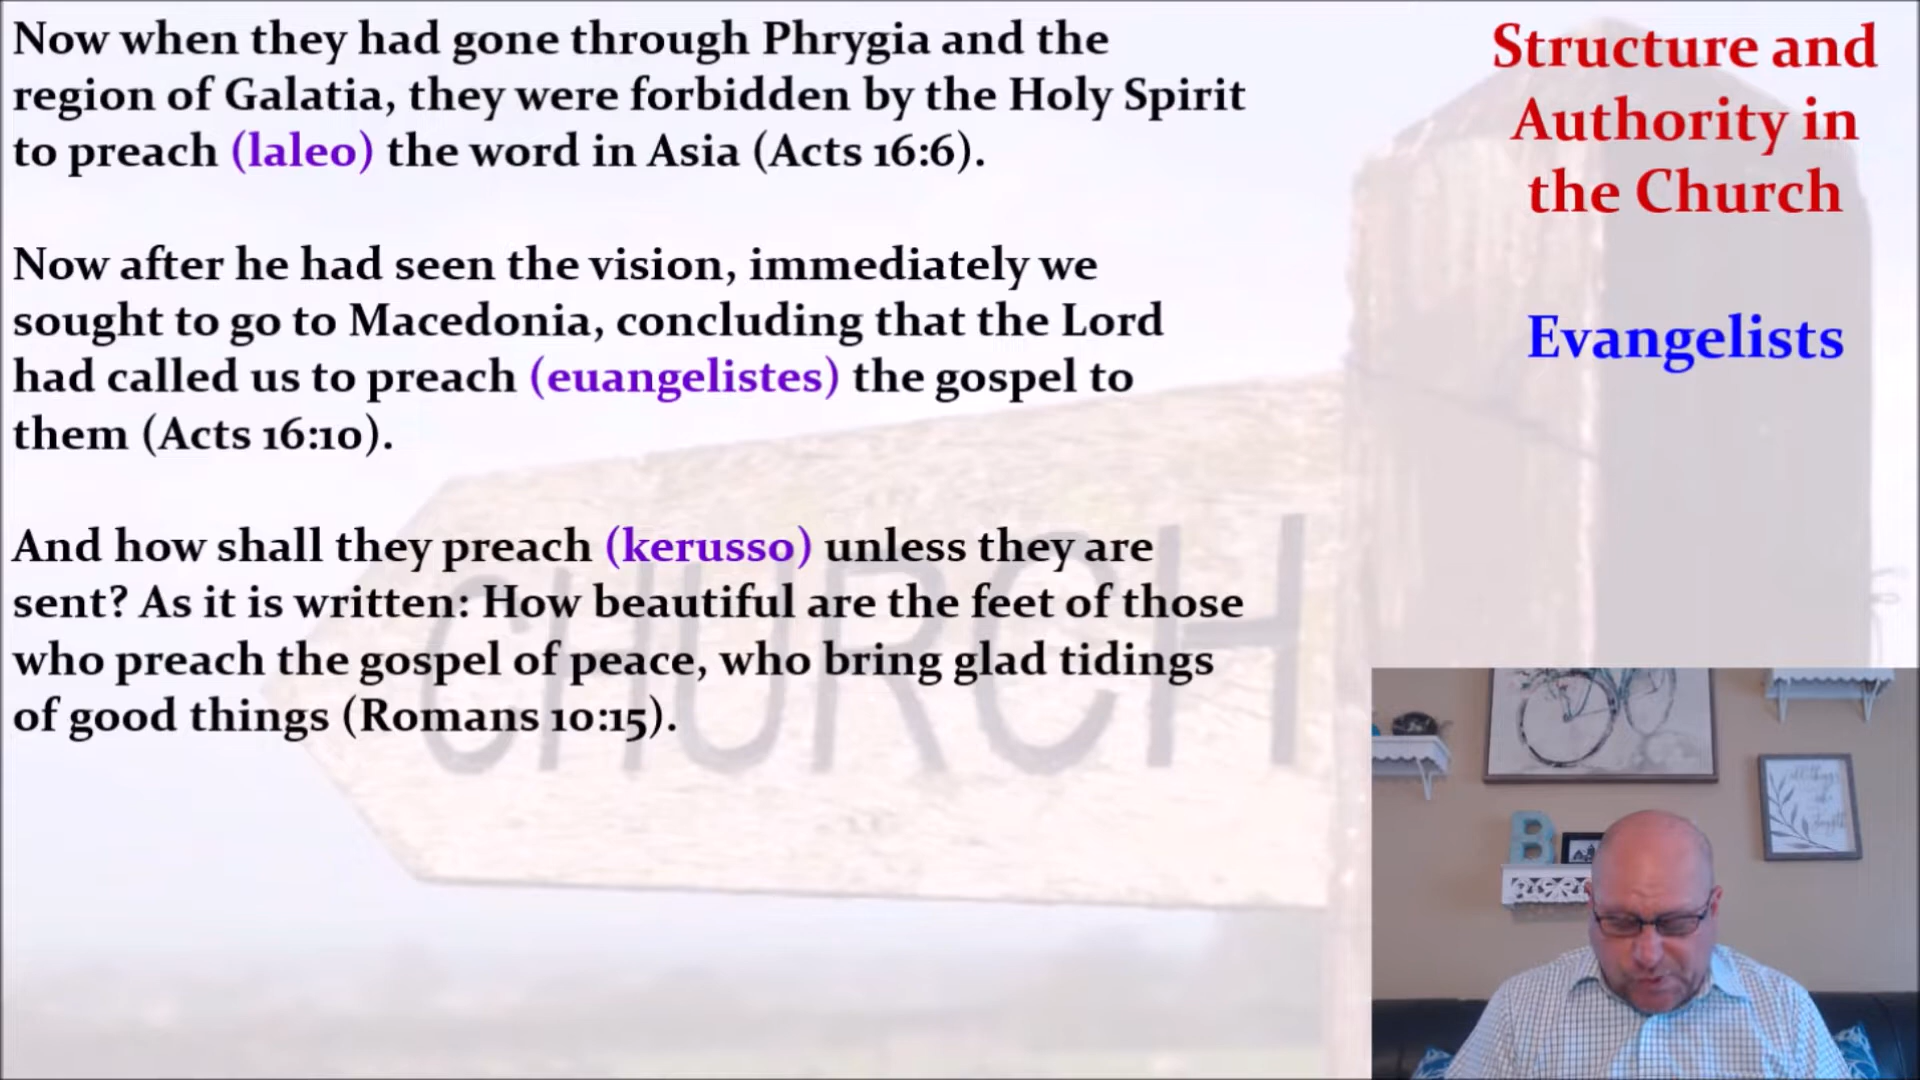 Now when they had gone through Phrygia and the
region of Galatia, they were forbidden by the Holy Spirit
to preach (laleo) the word in Asia (Acts 16:6).
Now after he had seen the vision, immediately we
sought to go to Macedonia, concluding that the Lord
had called us to preach (euangelistes) the gospel to
them (Acts 16:10).
And how shall they preach (kerusso) unless they are
sent? As it is written: How beautiful are the feet of those
who preach the gospel of peace, who bring glad tidings
of good things (Romans 10:15).
Structure and
Authority in
the Church
Evangelists
CHURCH
B